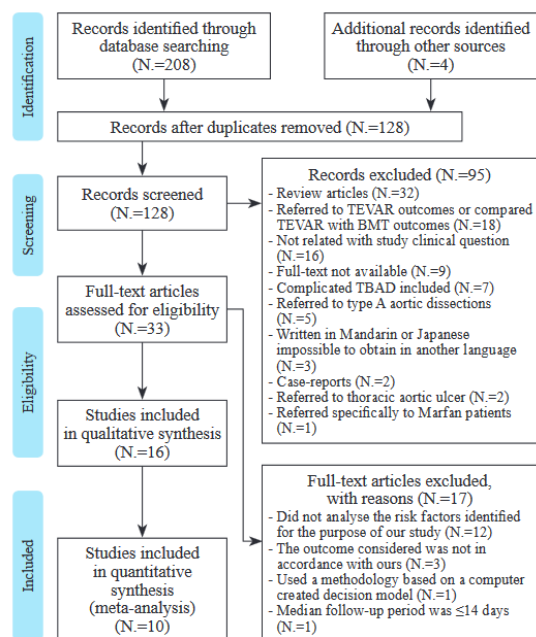 Identification
Records identified through
database searching
(N.=208)
Additional records identified
through other sources
(N.=4)
Records after duplicates removed (N.=128)
Screening
Records screened
(N.=128)
Records excluded (N.=95)
- Review articles (N.=32)
- Referred to TEVAR outcomes or compared
TEVAR with BMT outcomes (N.=18)
- Not related with study clinical question
(N.=16)
- Full-text not available (N.=9)
- Complicated TBAD included (N.=7)
- Referred to type A aortic dissections
(N.=5)
- Written in Mandarin or Japanese
impossible to obtain in another language
(N.=3)
- Case-reports (N.=2)
- Referred to thoracic aortic ulcer (N.=2)
- Referred specifically to Marfan patients
(N.=1)
Eligibility
Full-text articles
assessed for eligibility
(N.=33)
Studies included
in qualitative synthesis
(N.=16)
Full-text articles excluded,
with reasons (N.=17)
- Did not analyse the risk factors identified
for the purpose of our study (N.=12)
- The outcome considered was not in
accordance with ours (N.=3)
- Used a methodology based on a computer
created decision model (N.=1)
- Median follow-up period was ≤14 days
(N.=1)
Included
Studies included
in quantitative
synthesis
(meta-analysis)
(N.=10)